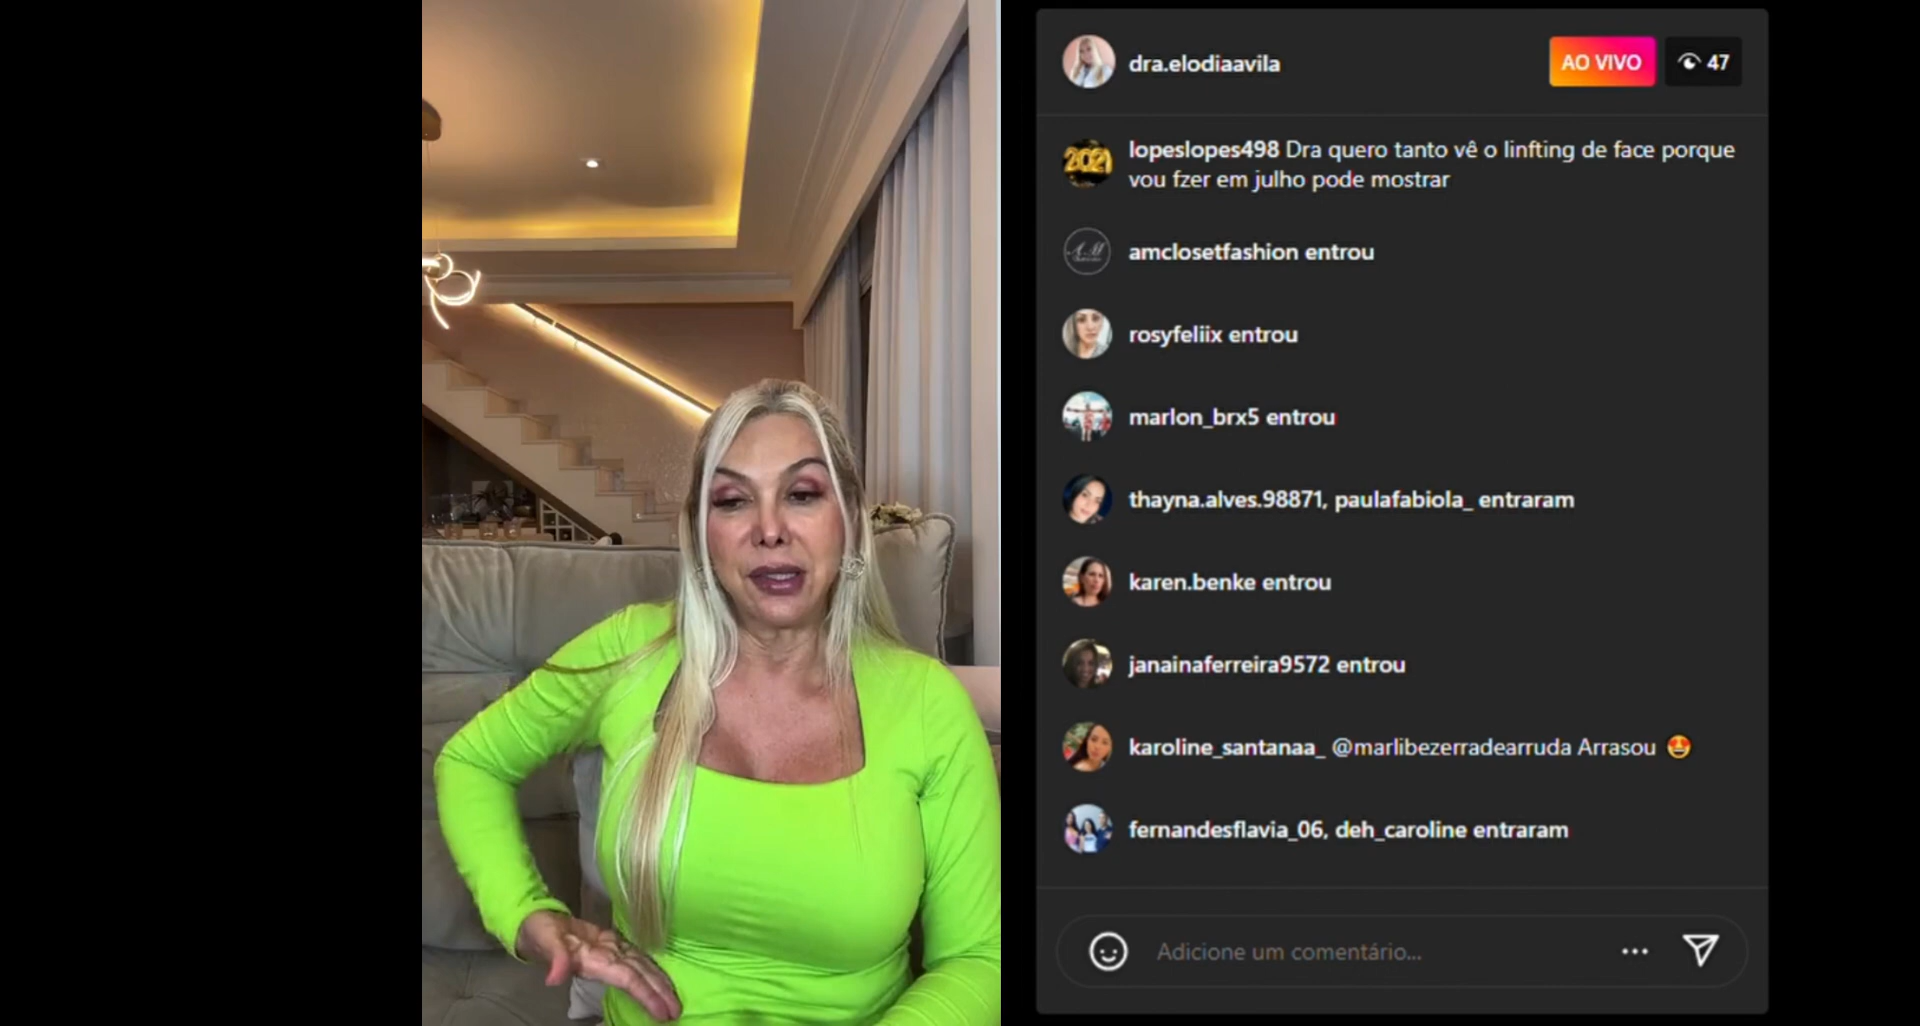 dra.elodiaavila
AO VIVO
47
lopeslopes498 Dra quero tanto vê o linfting de face porque
vou fzer em julho pode mostrar
amclosetfashion entrou
rosyfeliix entrou
marlon_brx5 entrou
thayna.alves.98871, paulafabiola_ entraram
karen.benke entrou
janainaferreira9572 entrou
karoline_santanaa_ @marlibezerradearruda Arrasou 🤩
fernandesflavia_06, deh_caroline entraram
Adicione um comentário...
2021
A.M